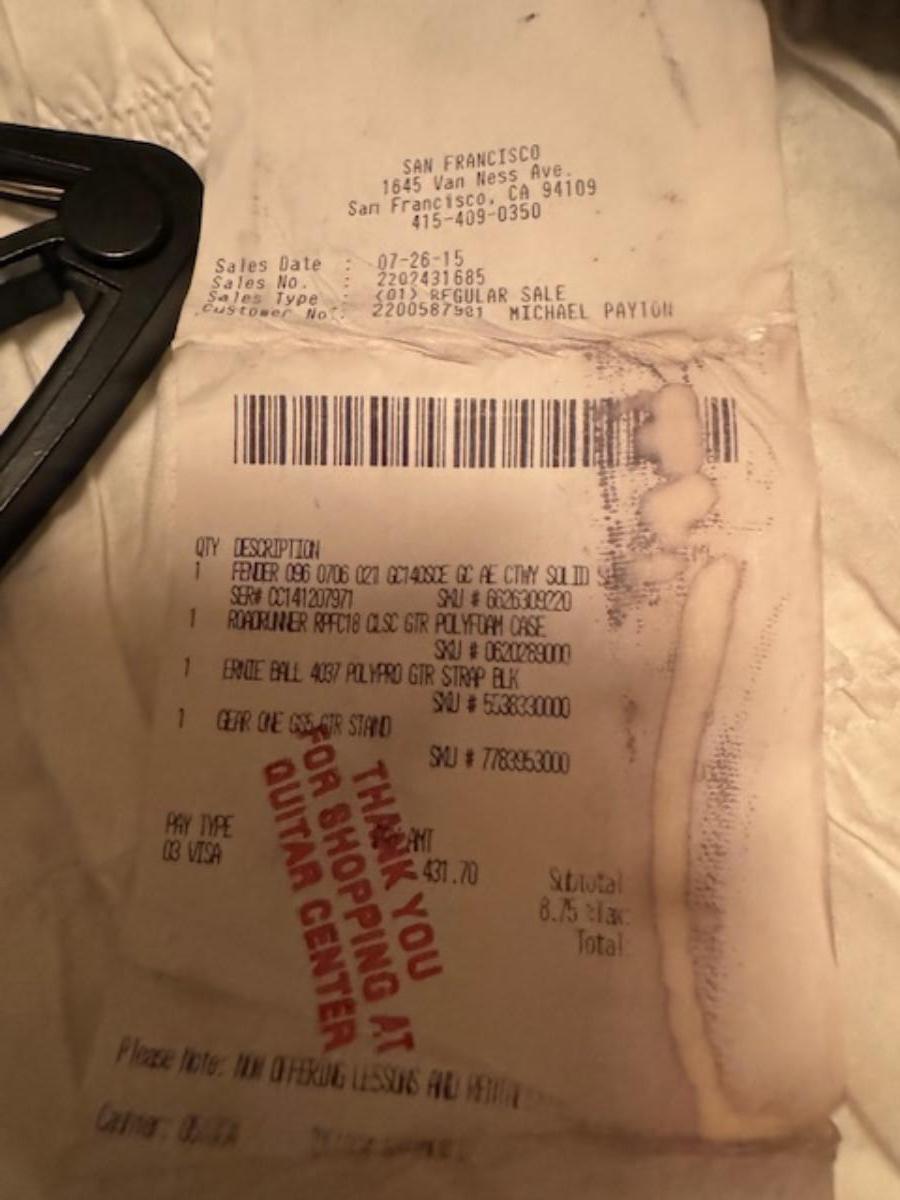 SAN FRANCISCO
1645 Van Ness Ave.
San Francisco, CA 94109
415-409-0350
Sales Date : 07-26-15
Sales No. : 2202431685
Sales Type : (01) REGULAR SALE
Customer No: 2200587981 MICHAEL PAYTON
QTY DESCRIPTION
1 FENDER 096 0706 021 GC140SCE GC AE CTWY SOLID
SER# CC141207971 SKU # 6626309220
1 ROADRUNNER RPFC18 CLSC GTR POLYFOAM CASE
SKU # 0620289000
1 ERNIE BALL 4037 POLYPRO GTR STRAP BLK
SKU # 5538330000
1 GEAR ONE GS5 GTR STAND
SKU # 7783953000
THANK YOU
FOR SHOPPING AT
GUITAR CENTER
PAY TYPE AMT
03 VISA 431.70
Subtotal
8.75 %Tax:
Total:
Please Note: NOW OFFERING LESSONS AND
Cashier: